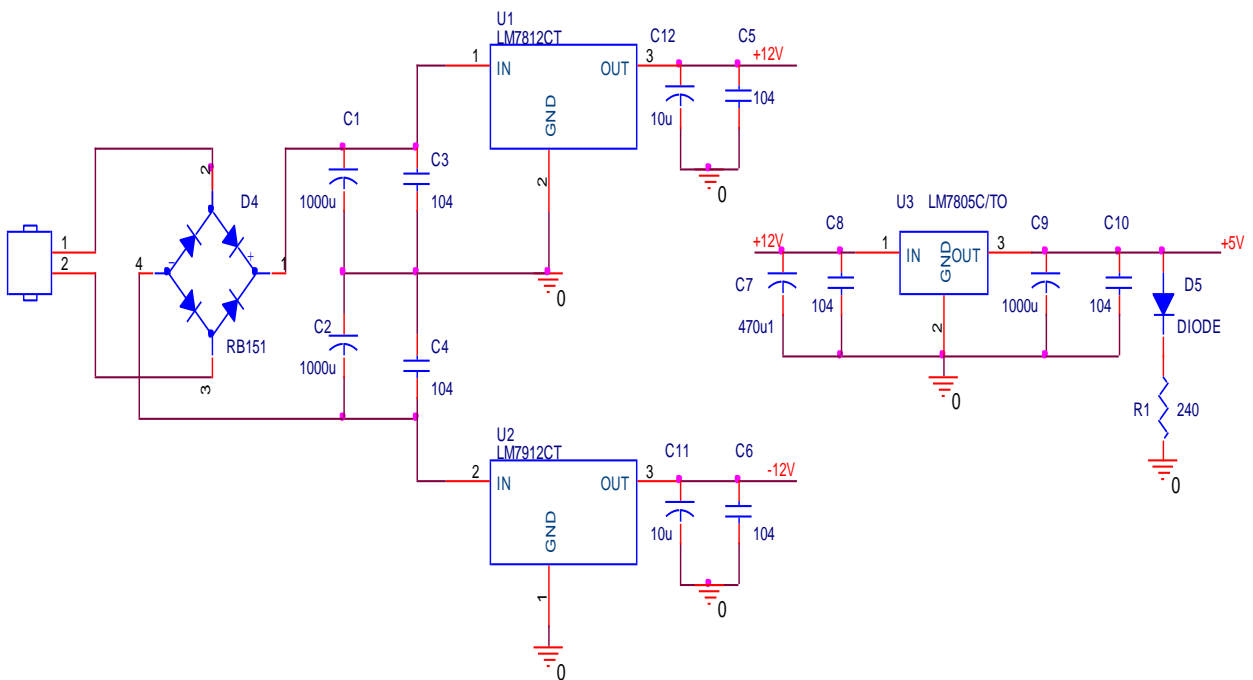 U1
LM7812CT
1
IN
OUT
3
GND
2
0
C12
10u
C5
104
+12V
0
C1
1000u
C3
104
1
2
2
D4
4
-
+
1
3
RB151
C2
1000u
C4
104
U2
LM7912CT
2
IN
OUT
3
GND
1
0
C11
10u
C6
104
-12V
0
U3 LM7805C/TO
+12V
C8
1
IN
GND
OUT
3
2
C9
C10
+5V
C7
470u1
104
1000u
104
D5
DIODE
0
R1
240
0